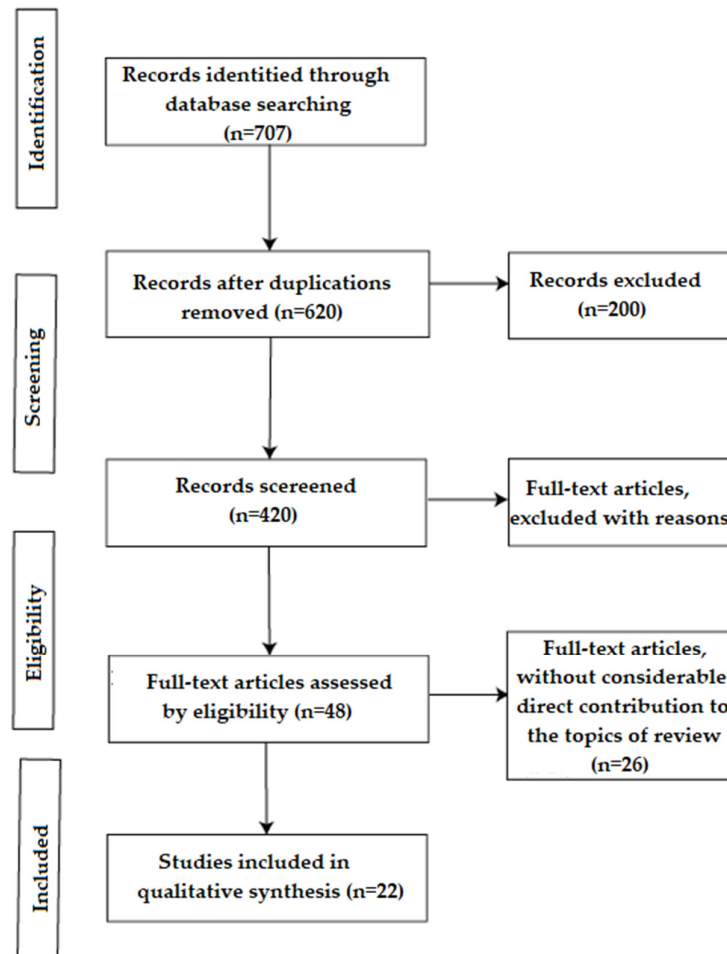 Identification
Records identitied through
database searching
(n=707)
Records after duplications
removed (n=620)
Records excluded
(n=200)
Screening
Records scereened
(n=420)
Full-text articles,
excluded with reasons
Eligibility
Full-text articles assessed
by eligibility (n=48)
Full-text articles,
without considerable
direct contribution to
the topics of review
(n=26)
Included
Studies included in
qualitative synthesis (n=22)